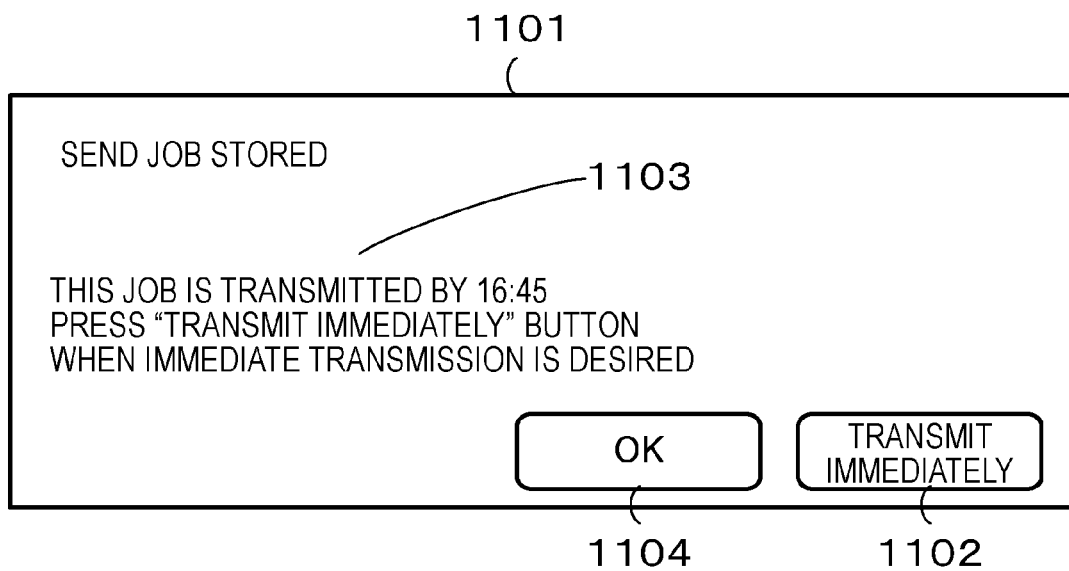 1101
SEND JOB STORED
1103
THIS JOB IS TRANSMITTED BY 16:45
PRESS “TRANSMIT IMMEDIATELY” BUTTON
WHEN IMMEDIATE TRANSMISSION IS DESIRED
OK
TRANSMIT
IMMEDIATELY
1104
1102